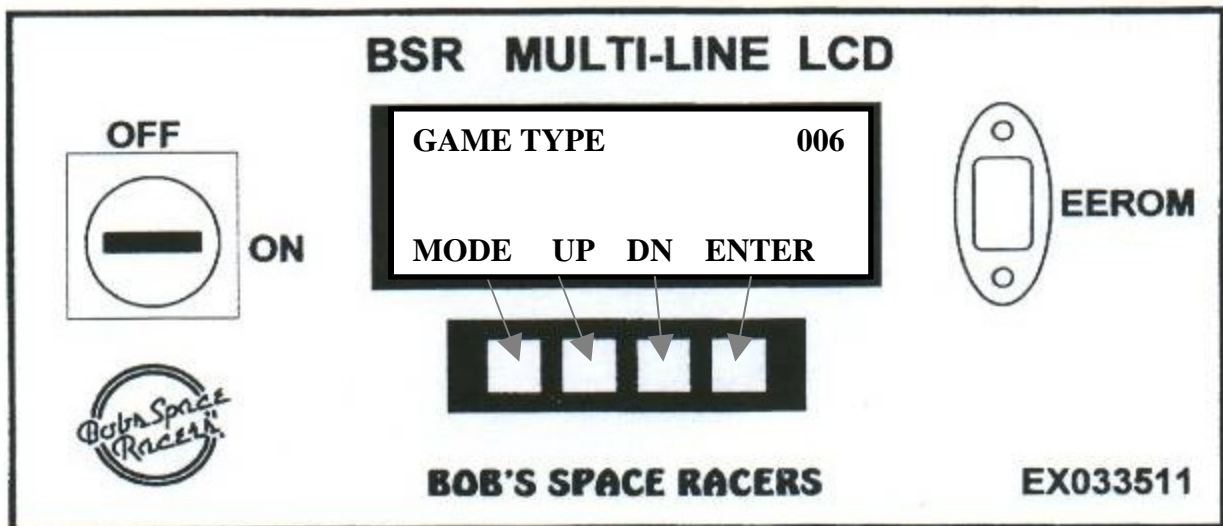 BSR MULTI-LINE LCD
OFF
GAME TYPE 006
EEROM
ON
MODE UP DN ENTER
Bob's Space
Racers
BOB'S SPACE RACERS
EX033511